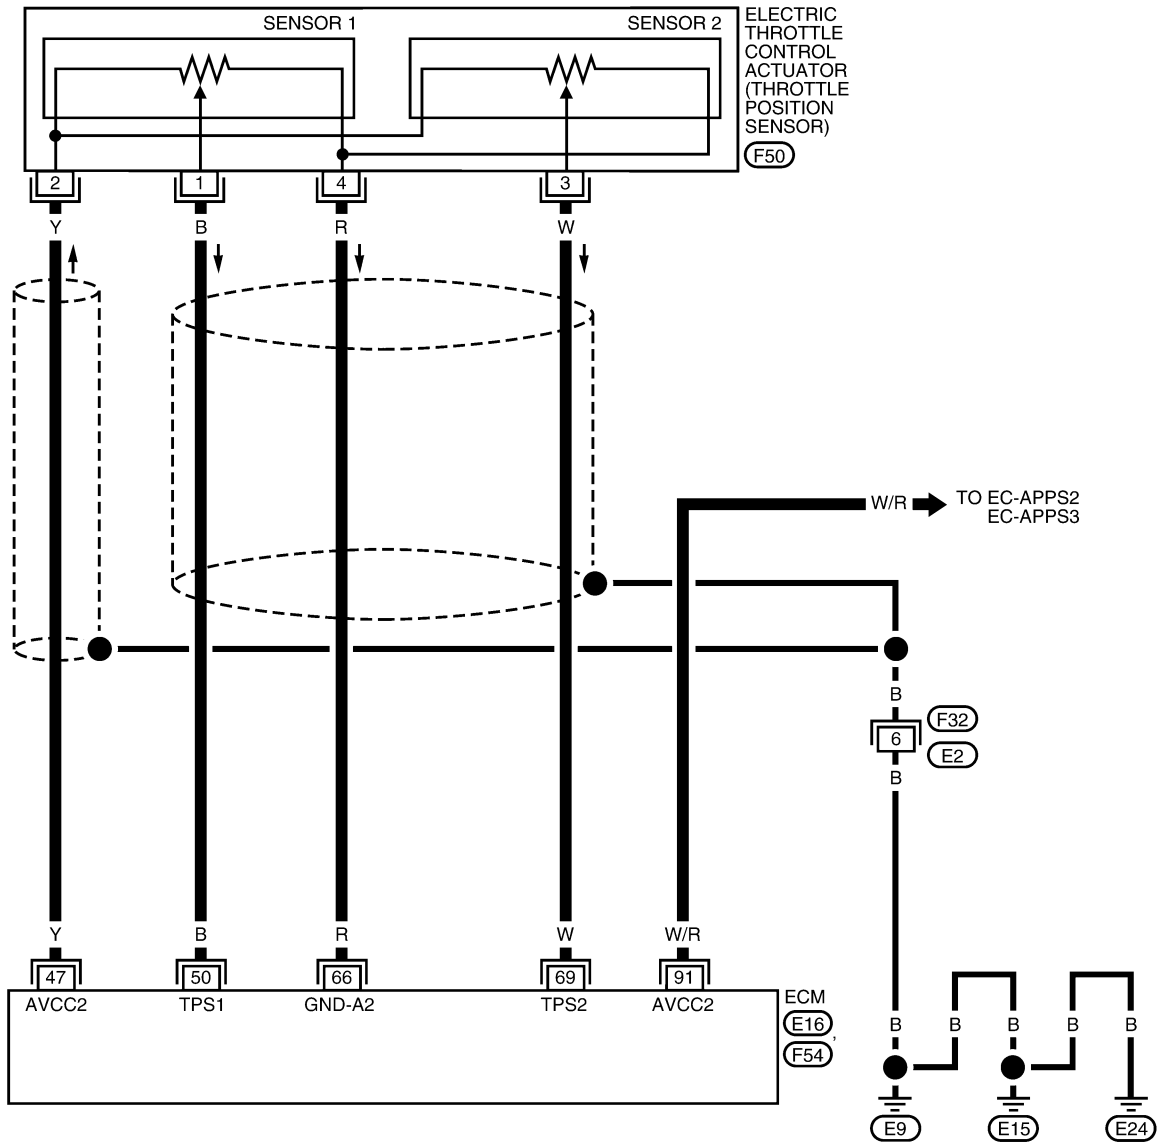 SENSOR 1
SENSOR 2
ELECTRIC
THROTTLE
CONTROL
ACTUATOR
(THROTTLE
POSITION
SENSOR)
F50
2
1
4
3
Y
B
R
W
W/R
TO EC-APPS2
EC-APPS3
B
F32
6
E2
B
Y
B
R
W
W/R
47
50
66
69
91
AVCC2
TPS1
GND-A2
TPS2
AVCC2
ECM
E16
,
F54
B
B
B
B
B
E9
E15
E24